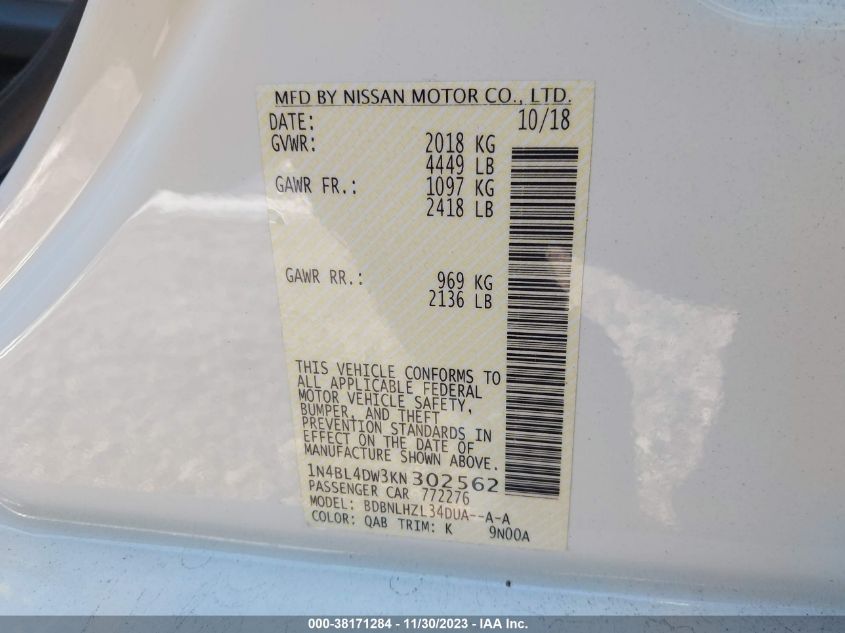 MFD BY NISSAN MOTOR CO., LTD.
DATE: 10/18
GVWR: 2018 KG
4449 LB
GAWR FR.: 1097 KG
2418 LB
GAWR RR.: 969 KG
2136 LB
THIS VEHICLE CONFORMS TO
ALL APPLICABLE FEDERAL
MOTOR VEHICLE SAFETY,
BUMPER, AND THEFT
PREVENTION STANDARDS IN
EFFECT ON THE DATE OF
MANUFACTURE SHOWN ABOVE.
1N4BL4DW3KN302562
PASSENGER CAR 772276
MODEL: BDBNLHZL34DUA--A-A
COLOR: QAB TRIM: K 9N00A
000-38171284 - 11/30/2023 - IAA Inc.